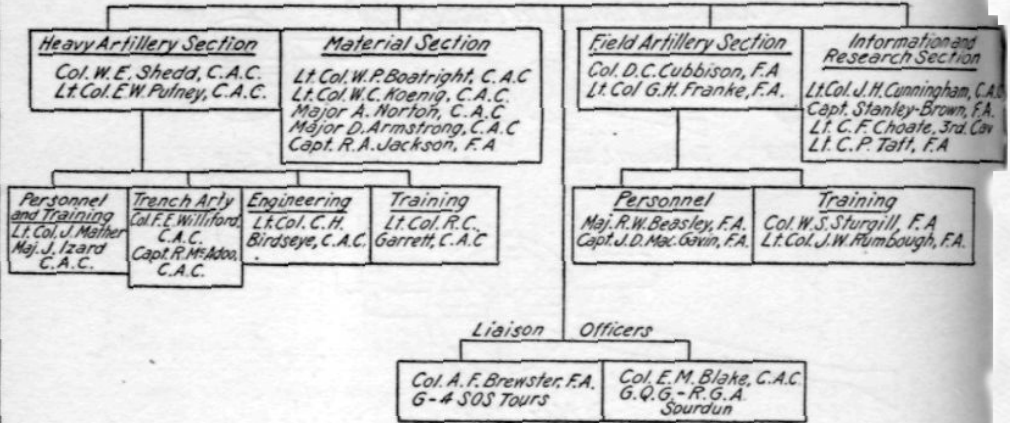 Heavy Artillery Section
Col. W. E. Shedd, C.A.C.
Lt. Col. E. W. Putney, C.A.C.
Material Section
Lt. Col. W. P. Boatright, C.A.C
Lt. Col. W. C. Koenig, C.A.C.
Major A. Norton, C.A.C
Major D. Armstrong, C.A.C
Capt. R. A. Jackson, F.A
Field Artillery Section
Col. D. C. Cubbison, F.A
Lt Col G. H. Franke, F.A.
Information and
Research Section
Lt. Col. J. H. Cunningham, C.A.C
Capt. Stanley-Brown, F.A.
Lt. C. F. Choate, 3rd. Cav
Lt. C. P. Taft, F.A
Personnel
and Training
Lt. Col. J. Mather
Maj. J. Izard
C.A.C.
Trench Arty
Col. F. E. Williford,
C.A.C.
Capt. R. McAdoo,
C.A.C.
Engineering
Lt. Col. C. H.
Birdseye, C.A.C.
Training
Lt. Col. R. C.,
Garrett, C.A.C
Personnel
Maj. R. W. Beasley, F.A.
Capt. J. D. Mac. Gavin, F.A.
Training
Col. W. S. Sturgill, F.A
Lt. Col. J. W. Rumbough, F.A.
Liaison Officers
Col. A. F. Brewster, F.A.
G-4 SOS Tours
Col. E. M. Blake, C.A.C.
G.Q.G.-R.G.A.
Sourdun